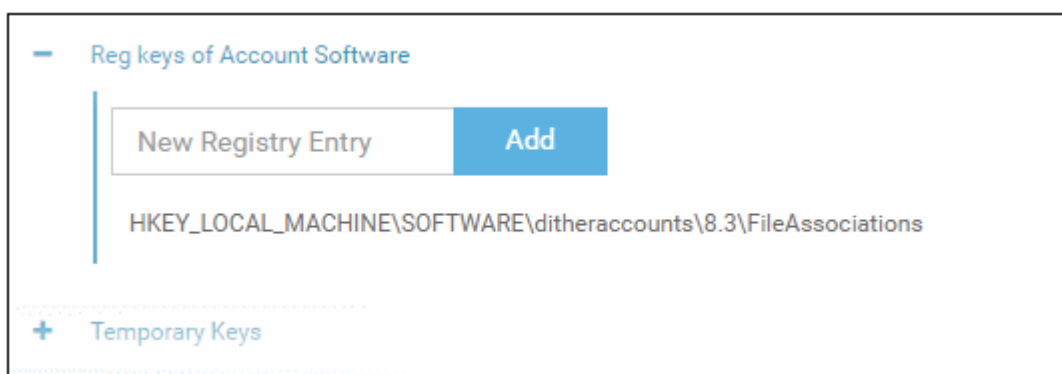 Reg keys of Account Software
New Registry Entry
Add
HKEY_LOCAL_MACHINE\SOFTWARE\ditheraccounts\8.3\FileAssociations
Temporary Keys